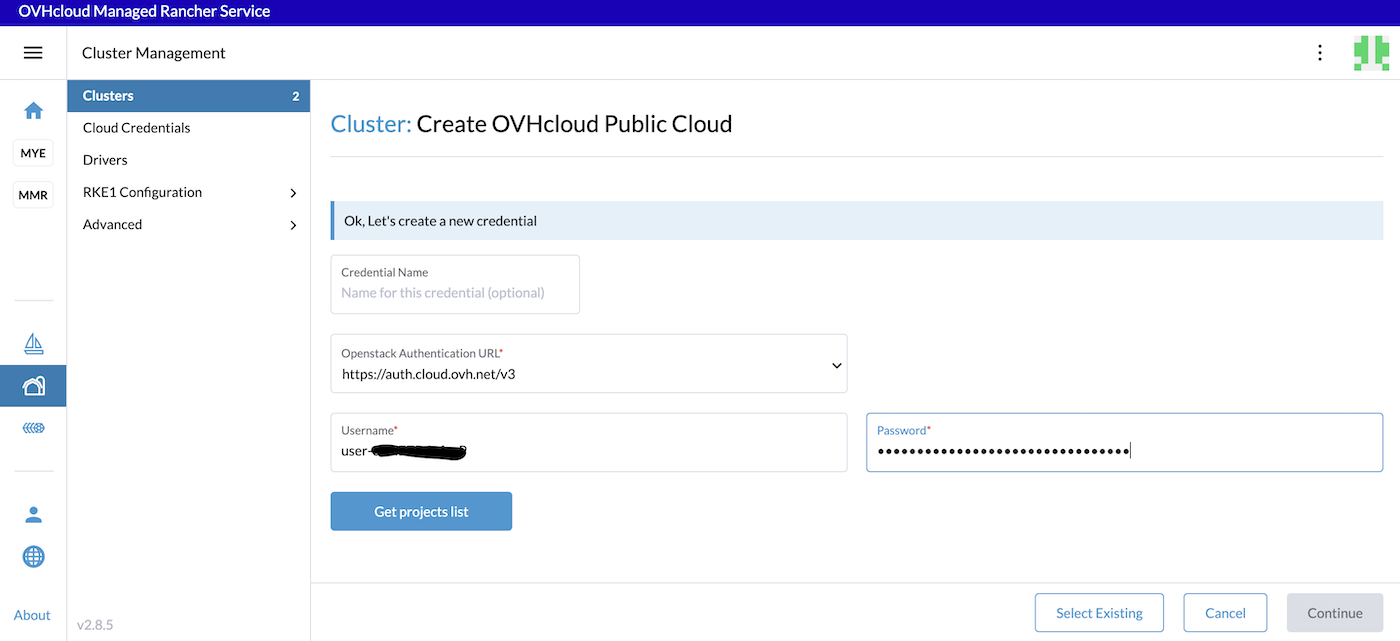 OVHcloud Managed Rancher Service
Cluster Management
MYE
MMR
About
Clusters 2
Cloud Credentials
Drivers
RKE1 Configuration
Advanced
v2.8.5
Cluster: Create OVHcloud Public Cloud
Ok, Let's create a new credential
Credential Name
Name for this credential (optional)
Openstack Authentication URL*
https://auth.cloud.ovh.net/v3
Username*
user-
Password*
Get projects list
Select Existing
Cancel
Continue